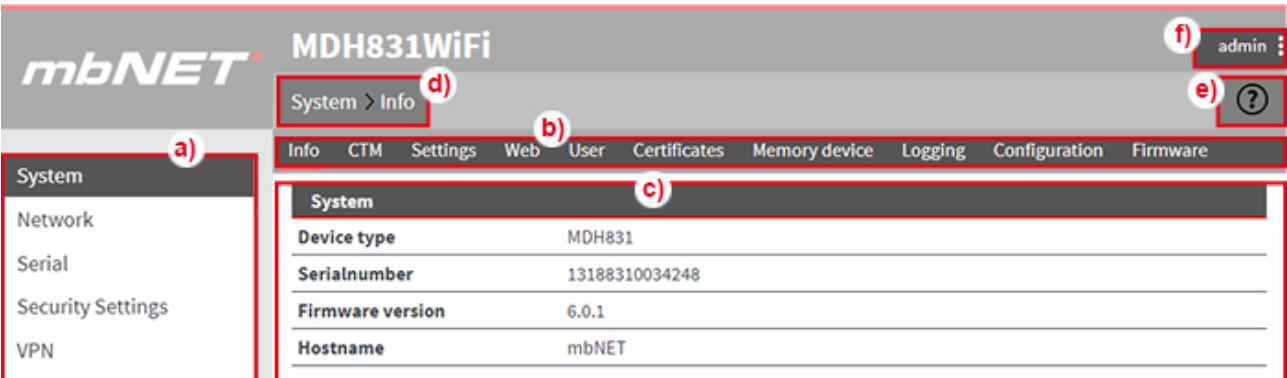 mbNET
MDH831WiFi
f)
admin
System > Info
d)
e)
?
a)
b)
Info CTM Settings Web User Certificates Memory device Logging Configuration Firmware
System
Network
Serial
Security Settings
VPN
c)
System
Device type MDH831
Serialnumber 13188310034248
Firmware version 6.0.1
Hostname mbNET